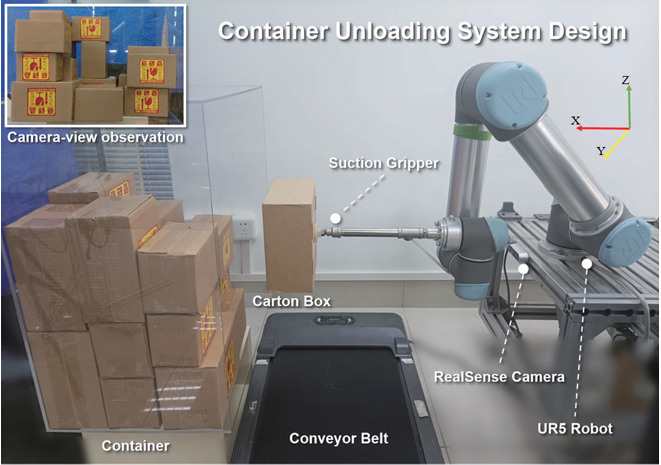 Container Unloading System Design
Camera-view observation
Z
X
Y
Suction Gripper
Carton Box
RealSense Camera
UR5 Robot
Container
Conveyor Belt